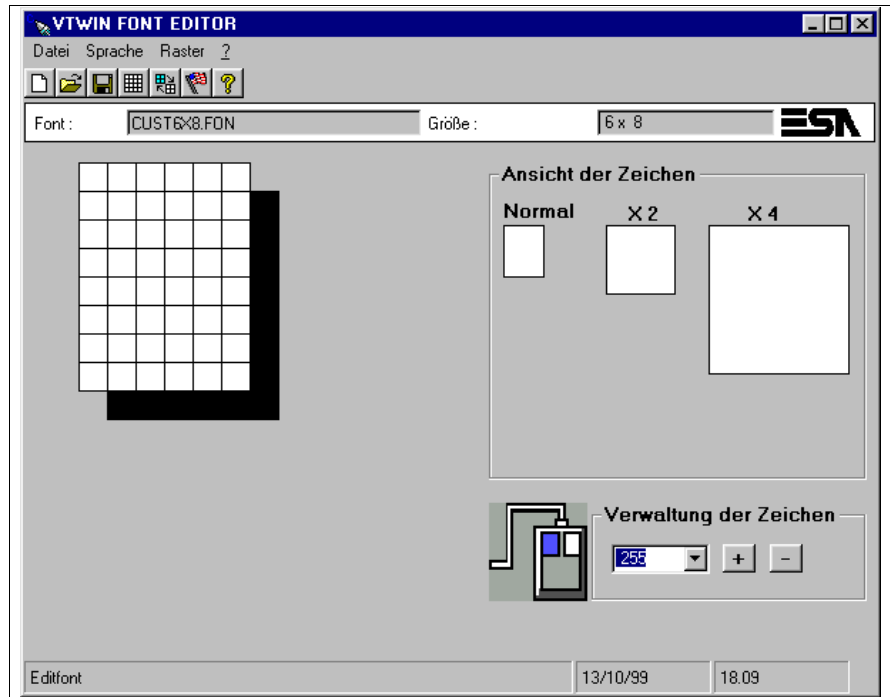 VTWIN FONT EDITOR
Datei Sprache Raster ?
Font : CUST6X8.FON Größe : 6 x 8 ESA
Ansicht der Zeichen
Normal X 2 X 4
Verwaltung der Zeichen
255 + -
Editfont 13/10/99 18.09